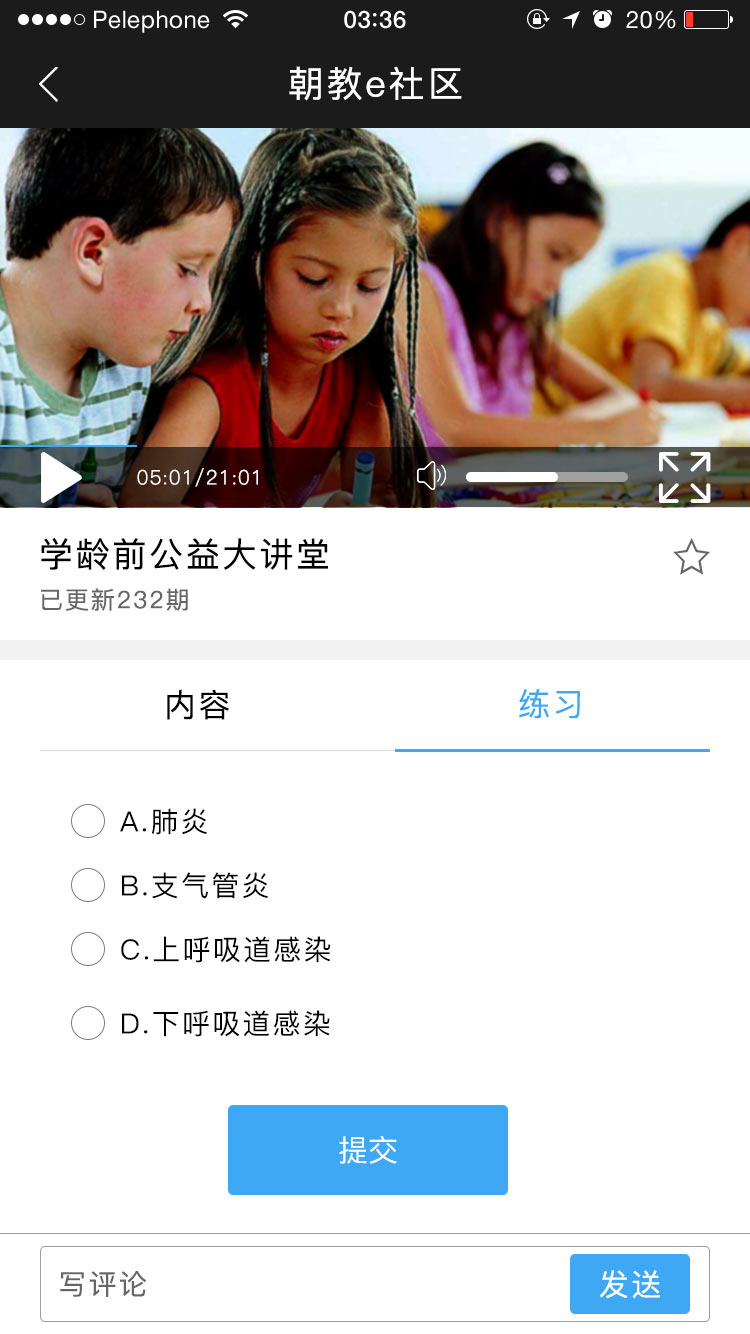 Pelephone 03:36 20%
朝教e社区
05:01/21:01
学龄前公益大讲堂
已更新232期
内容 练习
A.肺炎
B.支气管炎
C.上呼吸道感染
D.下呼吸道感染
提交
写评论 发送